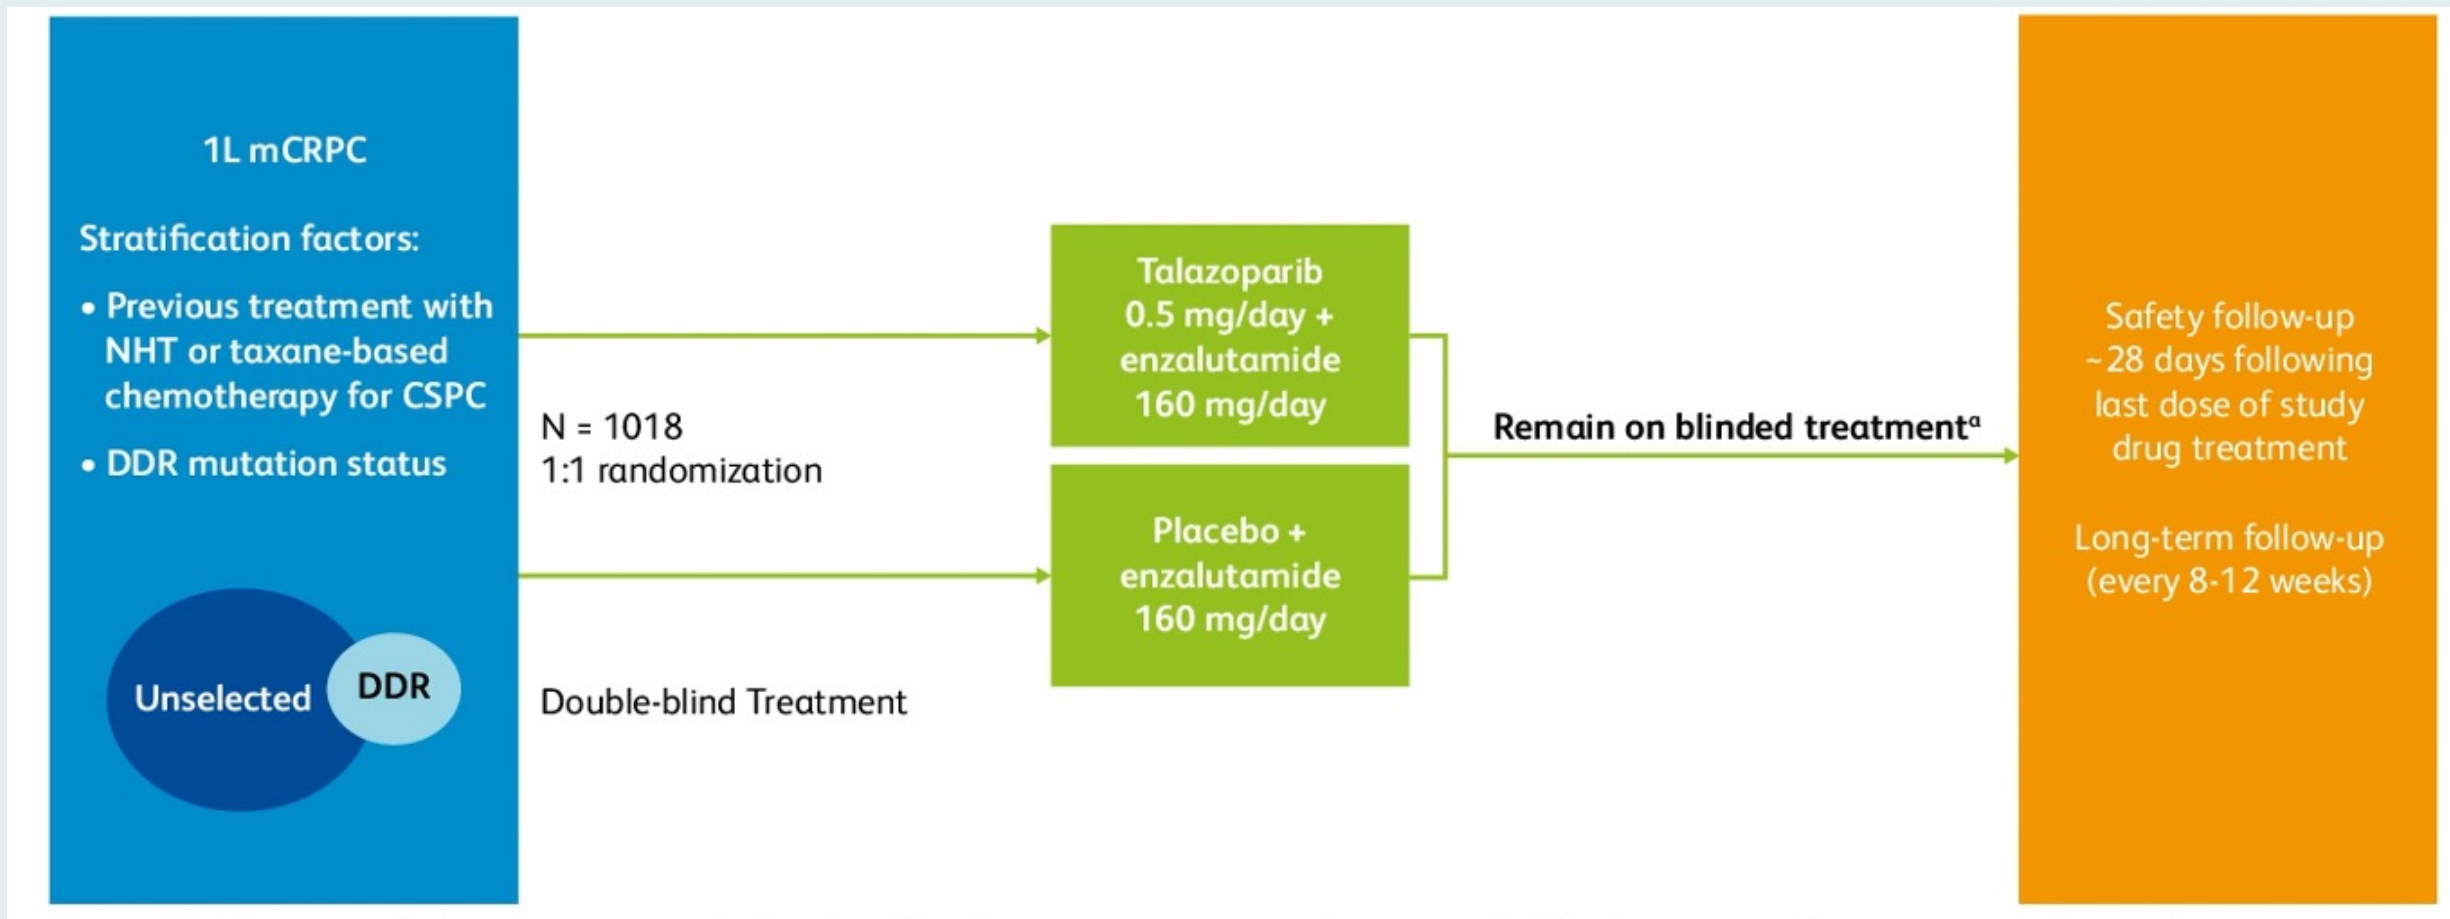 1L mCRPC
Stratification factors:
• Previous treatment with
NHT or taxane-based
chemotherapy for CSPC
• DDR mutation status
Unselected
DDR
N = 1018
1:1 randomization
Double-blind Treatment
Talazoparib
0.5 mg/day +
enzalutamide
160 mg/day
Placebo +
enzalutamide
160 mg/day
Remain on blinded treatmentᵃ
Safety follow-up
~28 days following
last dose of study
drug treatment
Long-term follow-up
(every 8-12 weeks)